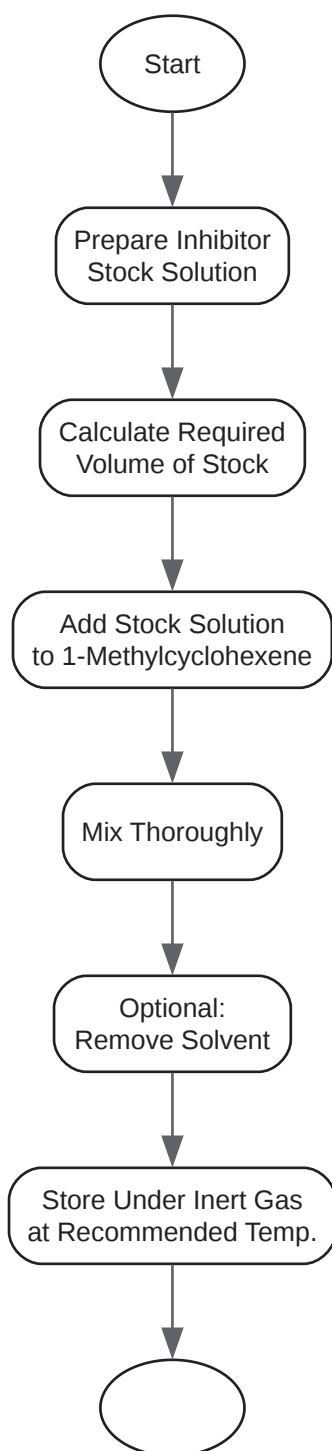 Start
Prepare Inhibitor
Stock Solution
Calculate Required
Volume of Stock
Add Stock Solution
to 1-Methylcyclohexene
Mix Thoroughly
Optional:
Remove Solvent
Store Under Inert Gas
at Recommended Temp.